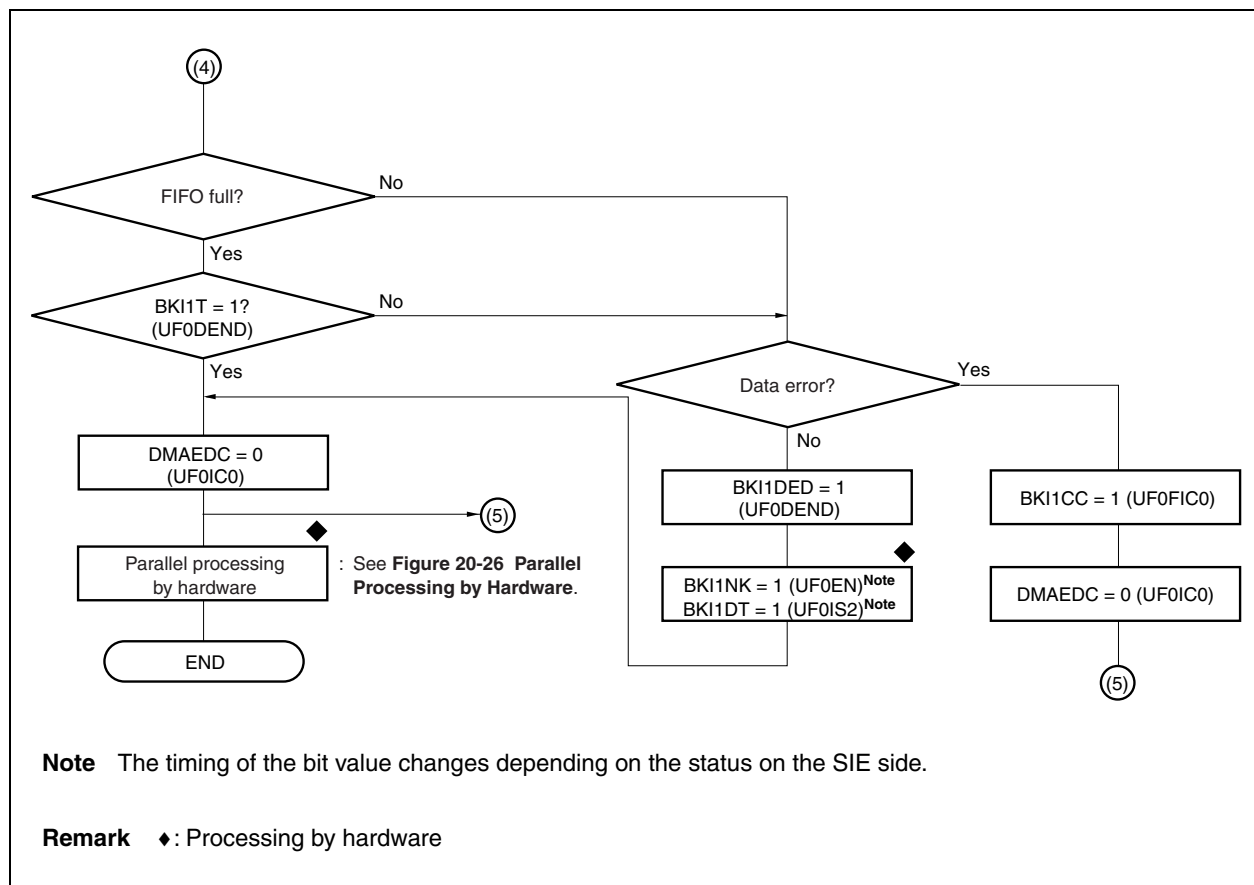 (4)
FIFO full?
No
Yes
BKI1T = 1?
(UF0DEND)
No
Yes
Data error?
Yes
No
DMAEDC = 0
(UF0IC0)
BKI1DED = 1
(UF0DEND)
BKI1CC = 1 (UF0FIC0)
(5)
◆
Parallel processing
by hardware
: See Figure 20-26 Parallel
Processing by Hardware.
◆
BKI1NK = 1 (UF0EN)Note
BKI1DT = 1 (UF0IS2)Note
DMAEDC = 0 (UF0IC0)
END
(5)
Note The timing of the bit value changes depending on the status on the SIE side.
Remark ♦: Processing by hardware